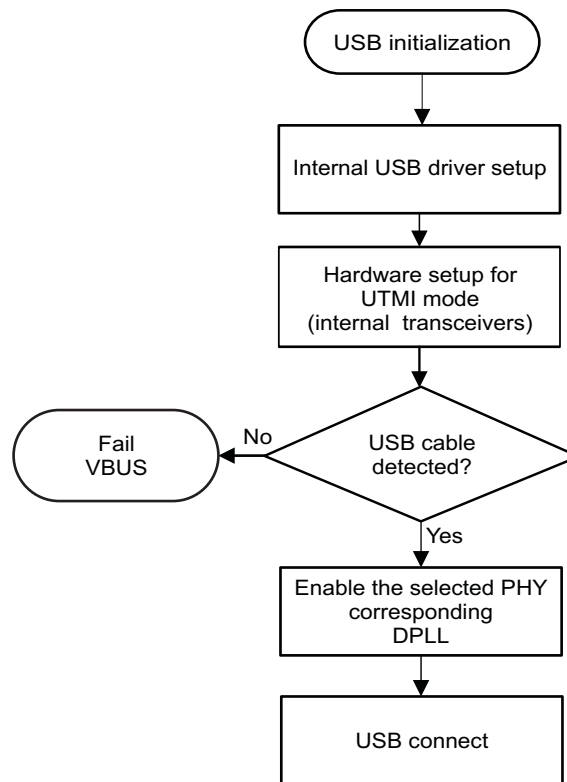 USB initialization
Internal USB driver setup
Hardware setup for
UTMI mode
(internal transceivers)
USB cable
detected?
No
Fail
VBUS
Yes
Enable the selected PHY
corresponding
DPLL
USB connect